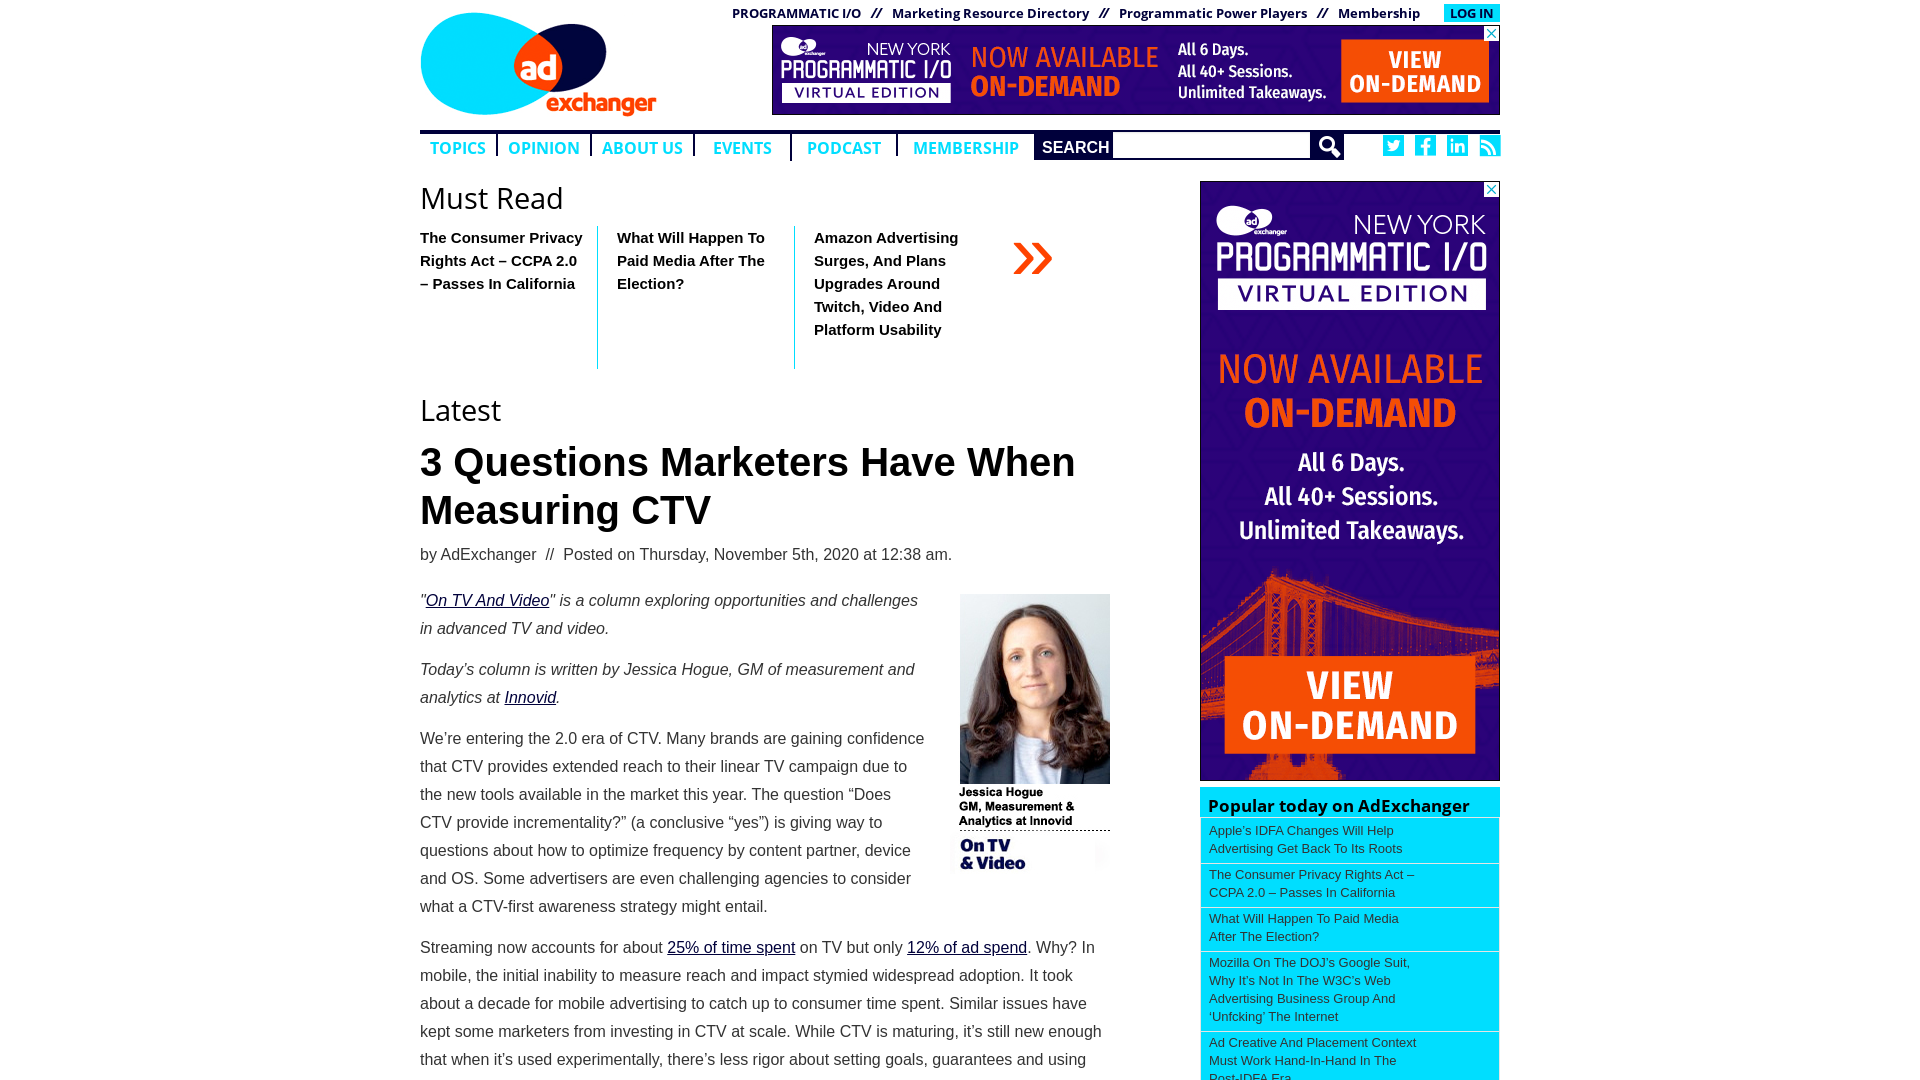 PROGRAMMATIC I/O // Marketing Resource Directory // Programmatic Power Players // Membership LOG IN
ad exchanger
ad exchanger
NEW YORK
PROGRAMMATIC I/O
VIRTUAL EDITION
NOW AVAILABLE
ON-DEMAND
All 6 Days.
All 40+ Sessions.
Unlimited Takeaways.
VIEW
ON-DEMAND
TOPICS OPINION ABOUT US EVENTS PODCAST MEMBERSHIP SEARCH
Must Read
The Consumer Privacy
Rights Act – CCPA 2.0
– Passes In California
What Will Happen To
Paid Media After The
Election?
Amazon Advertising
Surges, And Plans
Upgrades Around
Twitch, Video And
Platform Usability
Latest
3 Questions Marketers Have When
Measuring CTV
by AdExchanger // Posted on Thursday, November 5th, 2020 at 12:38 am.
"On TV And Video" is a column exploring opportunities and challenges
in advanced TV and video.
Today’s column is written by Jessica Hogue, GM of measurement and
analytics at Innovid.
We’re entering the 2.0 era of CTV. Many brands are gaining confidence
that CTV provides extended reach to their linear TV campaign due to
the new tools available in the market this year. The question “Does
CTV provide incrementality?” (a conclusive “yes”) is giving way to
questions about how to optimize frequency by content partner, device
and OS. Some advertisers are even challenging agencies to consider
what a CTV-first awareness strategy might entail.
Jessica Hogue
GM, Measurement &
Analytics at Innovid
On TV
& Video
Streaming now accounts for about 25% of time spent on TV but only 12% of ad spend. Why? In
mobile, the initial inability to measure reach and impact stymied widespread adoption. It took
about a decade for mobile advertising to catch up to consumer time spent. Similar issues have
kept some marketers from investing in CTV at scale. While CTV is maturing, it’s still new enough
that when it’s used experimentally, there’s less rigor about setting goals, guarantees and using
ad exchanger
NEW YORK
PROGRAMMATIC I/O
VIRTUAL EDITION
NOW AVAILABLE
ON-DEMAND
All 6 Days.
All 40+ Sessions.
Unlimited Takeaways.
VIEW
ON-DEMAND
Popular today on AdExchanger
Apple’s IDFA Changes Will Help
Advertising Get Back To Its Roots
The Consumer Privacy Rights Act –
CCPA 2.0 – Passes In California
What Will Happen To Paid Media
After The Election?
Mozilla On The DOJ’s Google Suit,
Why It’s Not In The W3C’s Web
Advertising Business Group And
‘Unfcking’ The Internet
Ad Creative And Placement Context
Must Work Hand-In-Hand In The
Post-IDFA Era